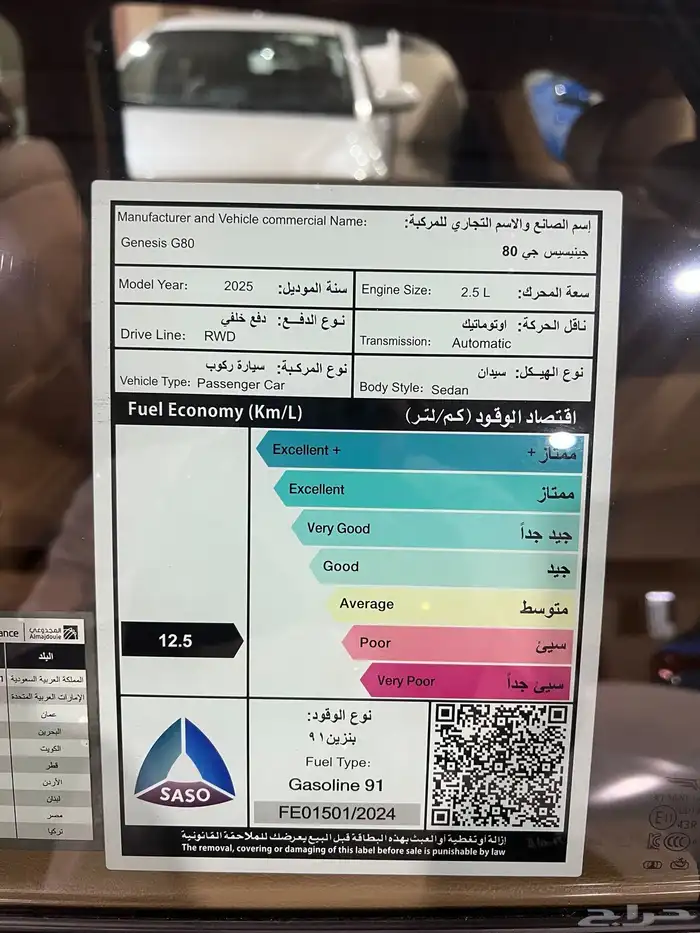 Manufacturer and Vehicle commercial Name: إسم الصانع والاسم التجاري للمركبة:
Genesis G80 جينيسيس جي 80
Model Year: 2025 سنة الموديل:
Engine Size: 2.5 L سعة المحرك:
نوع الدفع: دفع خلفي
Drive Line: RWD
ناقل الحركة: اوتوماتيك
Transmission: Automatic
نوع المركبة: سيارة ركوب
Vehicle Type: Passenger Car
نوع الهيكل: سيدان
Body Style: Sedan
Fuel Economy (Km/L) اقتصاد الوقود (كم/لتر)
Excellent + ممتاز +
Excellent ممتاز
Very Good جيد جداً
Good جيد
Average متوسط
12.5
Poor سيئ
Very Poor سيئ جداً
SASO
نوع الوقود:
بنزين ٩١
Fuel Type:
Gasoline 91
FE01501/2024
إزالة أو تغطية أو العبث بهذه البطاقة قبل البيع يعرضك للملاحقة القانونية
The removal, covering or damaging of this label before sale is punishable by law
المجدوعي
Almajdouie
البلد
المملكة العربية السعودية
الإمارات العربية المتحدة
عمان
البحرين
الكويت
قطر
الأردن
لبنان
مصر
تركيا
حراج